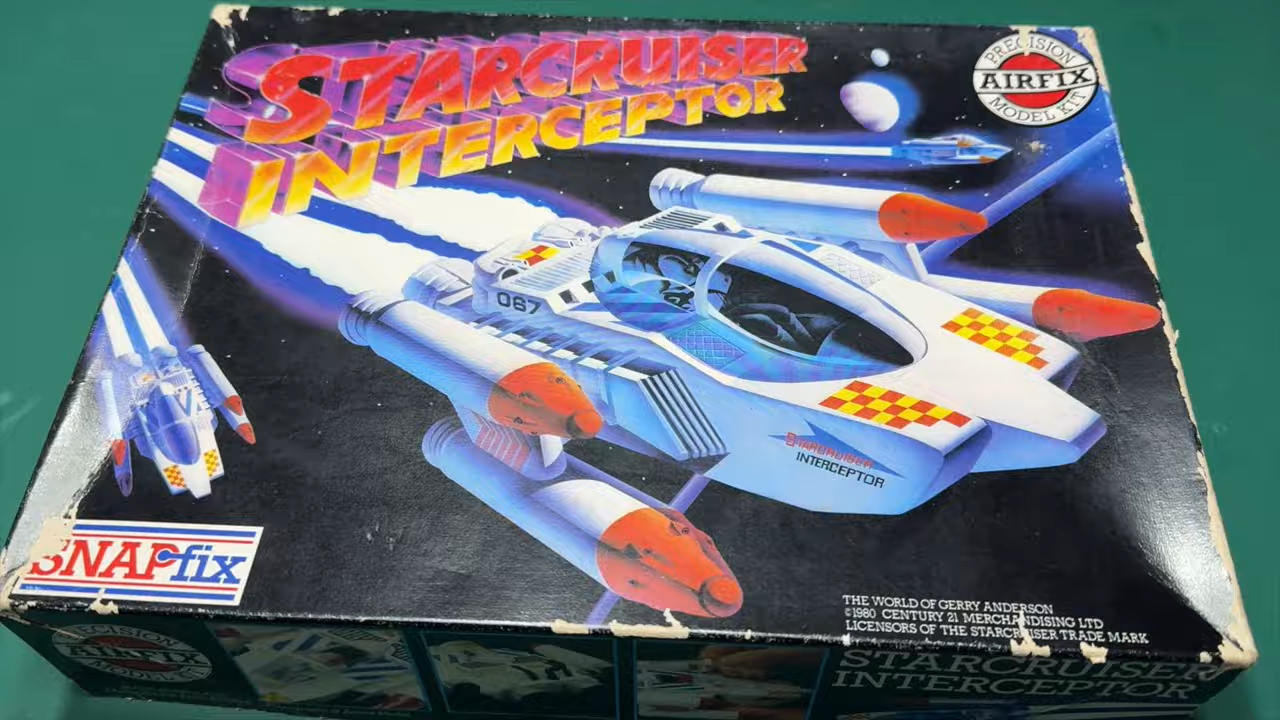 STARCRUISER
INTERCEPTOR
PRECISION
AIRFIX
MODEL KIT
067
STARCRUISER
INTERCEPTOR
SNAPfix
THE WORLD OF GERRY ANDERSON
©1980 CENTURY 21 MERCHANDISING LTD
LICENSORS OF THE STARCRUISER TRADE MARK
PRECISION
AIRFIX
MODEL KIT
STARCRUISER
INTERCEPTOR